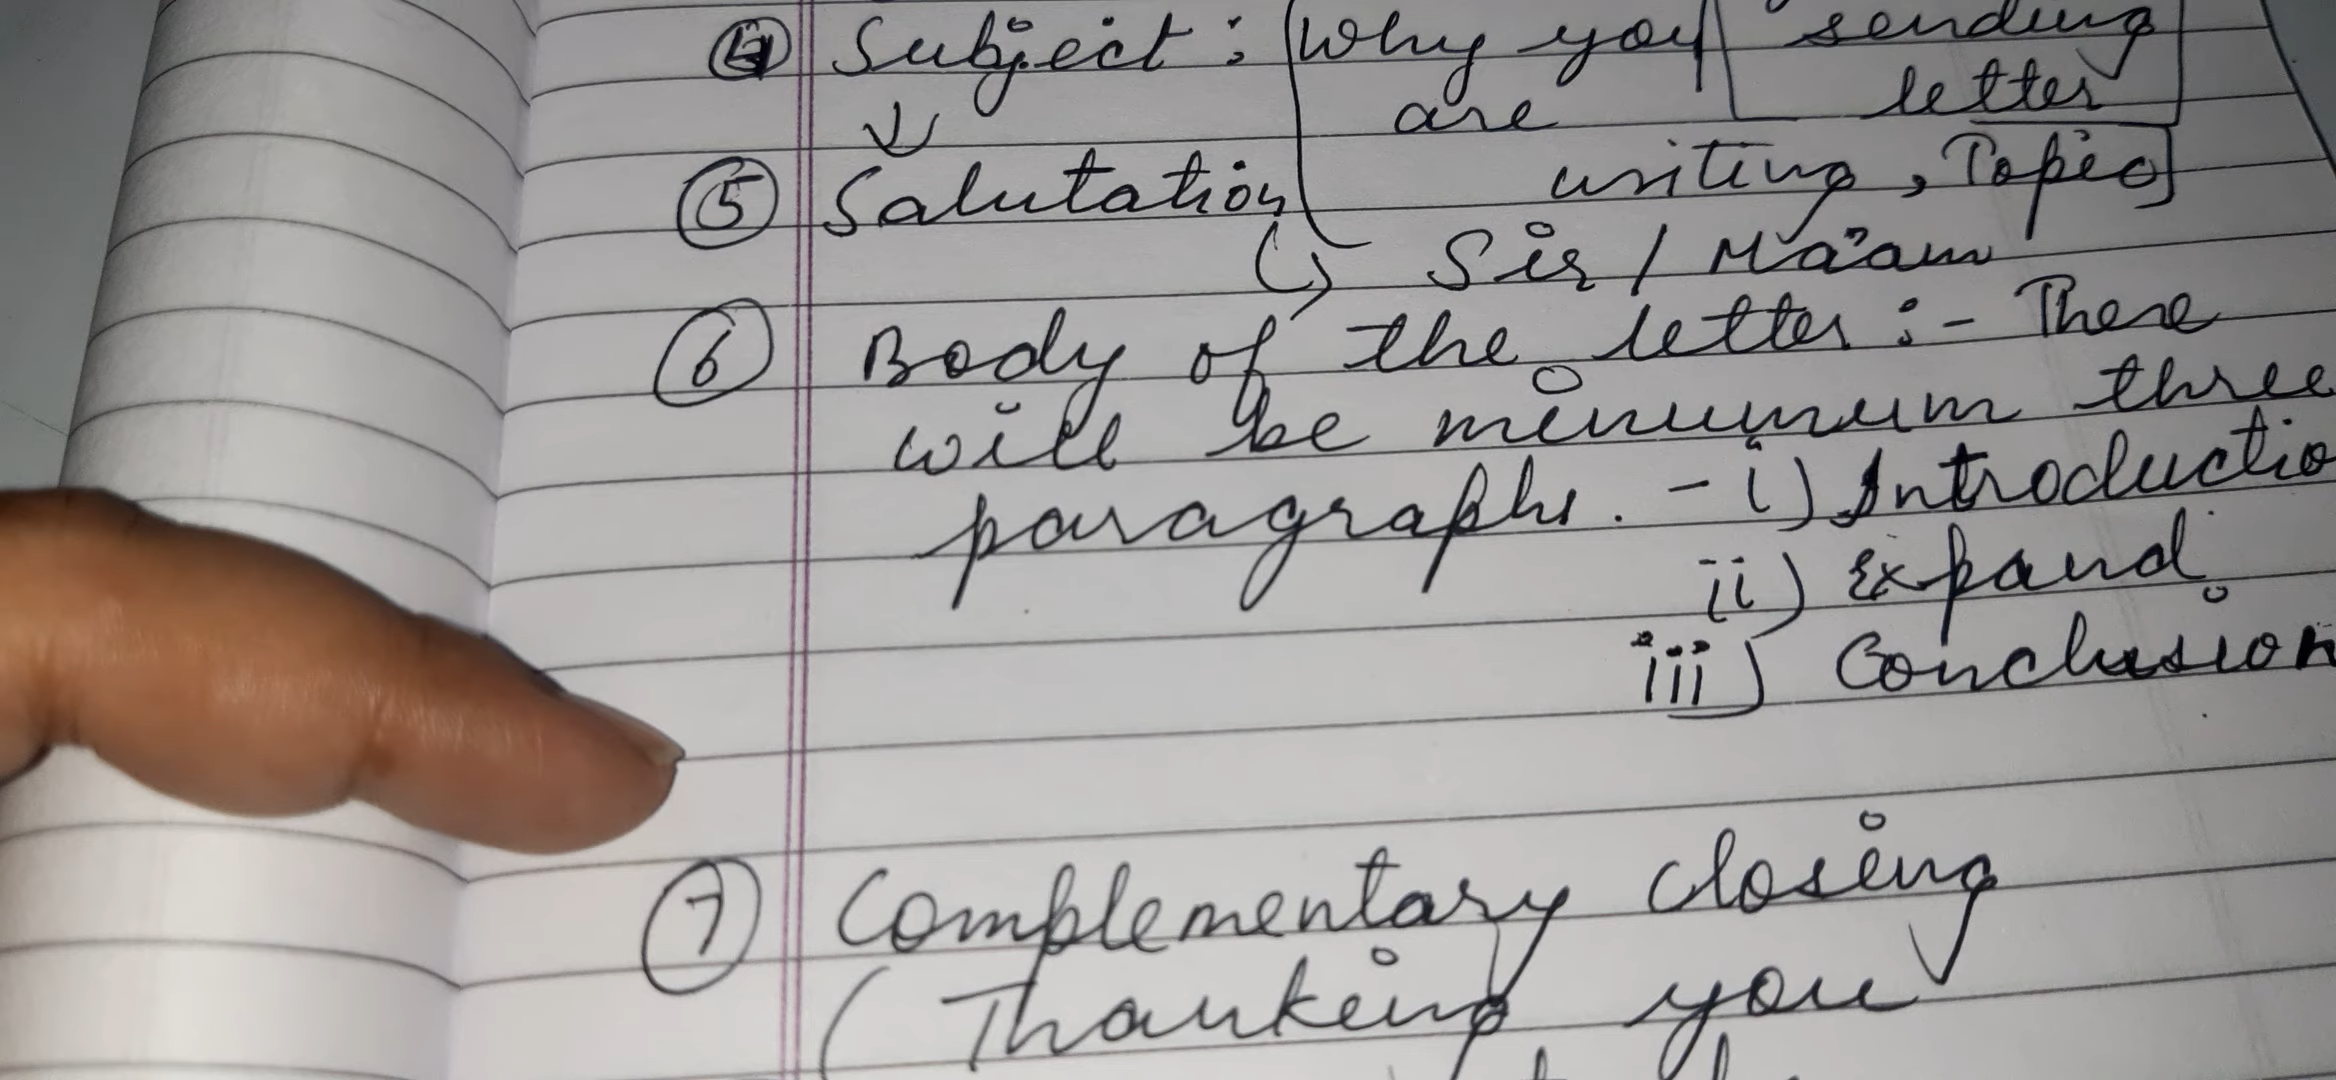 ④ Subject : Why you sending
are letter
⑤ Salutation writing, Topic
↳ Sir / Ma'am
⑥ Body of the letter :- There
will be minimum three
paragraphs. - i) Introductio
ii) Expand
iii) Conclusion
⑦ Complementary closing
( Thanking you